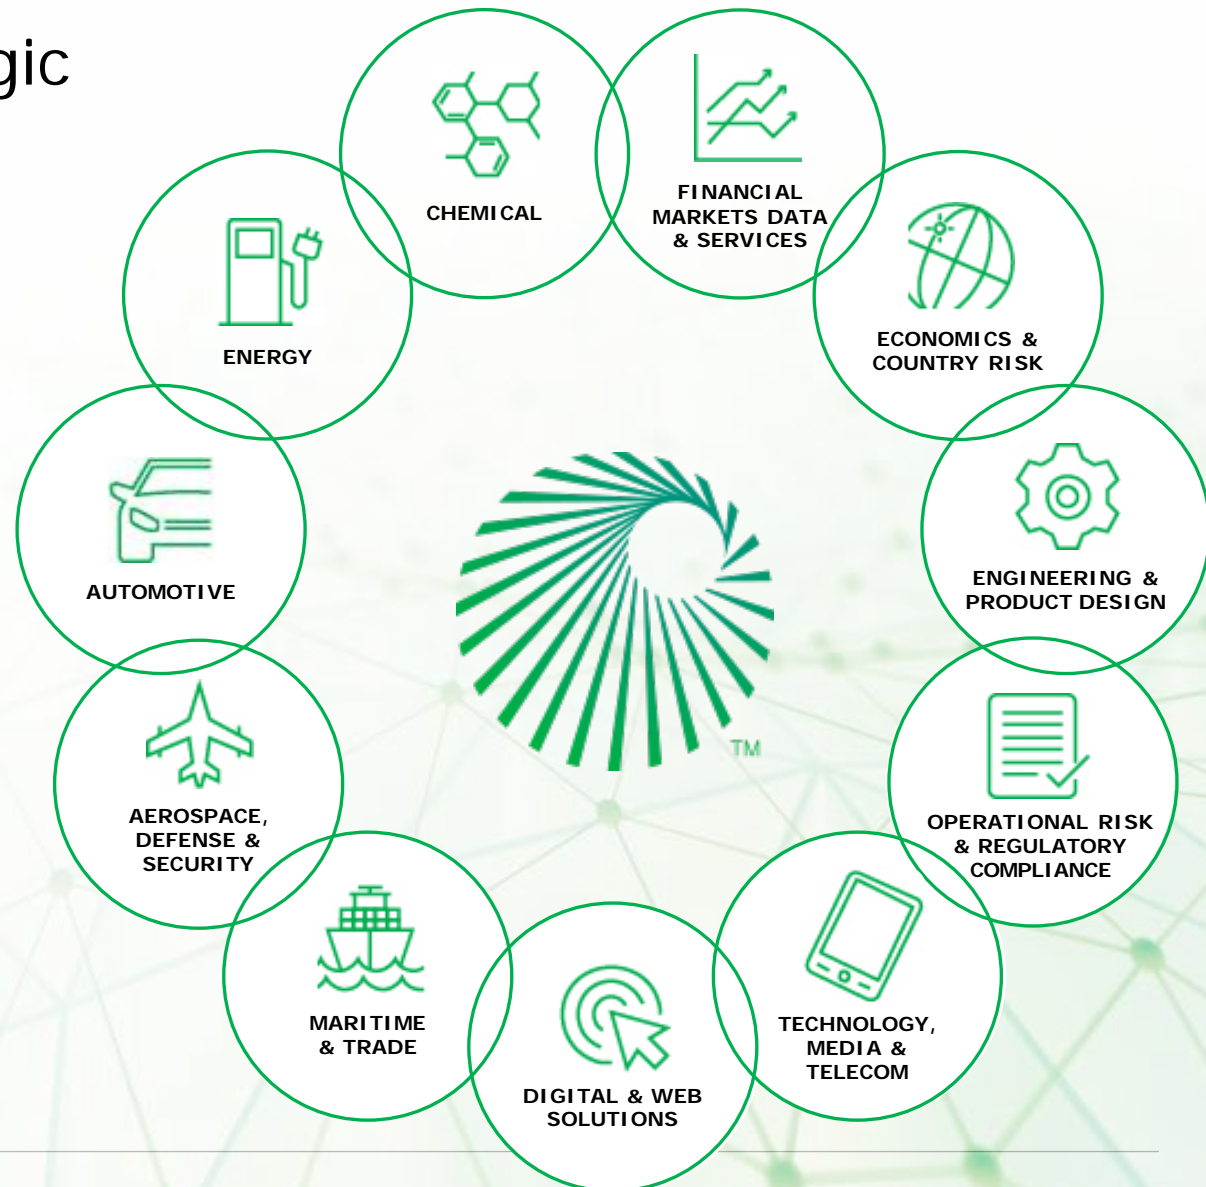 gic
CHEMICAL
FINANCIAL
MARKETS DATA
& SERVICES
ENERGY
ECONOMICS &
COUNTRY RISK
AUTOMOTIVE
ENGINEERING &
PRODUCT DESIGN
TM
AEROSPACE,
DEFENSE &
SECURITY
OPERATIONAL RISK
& REGULATORY
COMPLIANCE
MARITIME
& TRADE
TECHNOLOGY,
MEDIA &
TELECOM
DIGITAL & WEB
SOLUTIONS